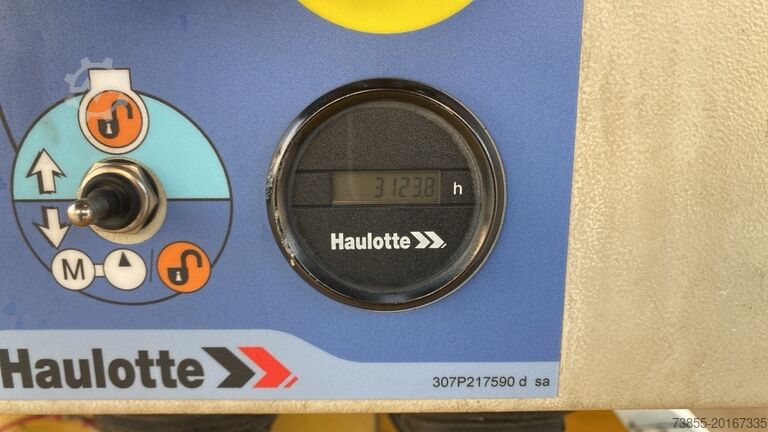 3123.8 h
Haulotte
M
Haulotte
307P217590 d sa
73855-20167335